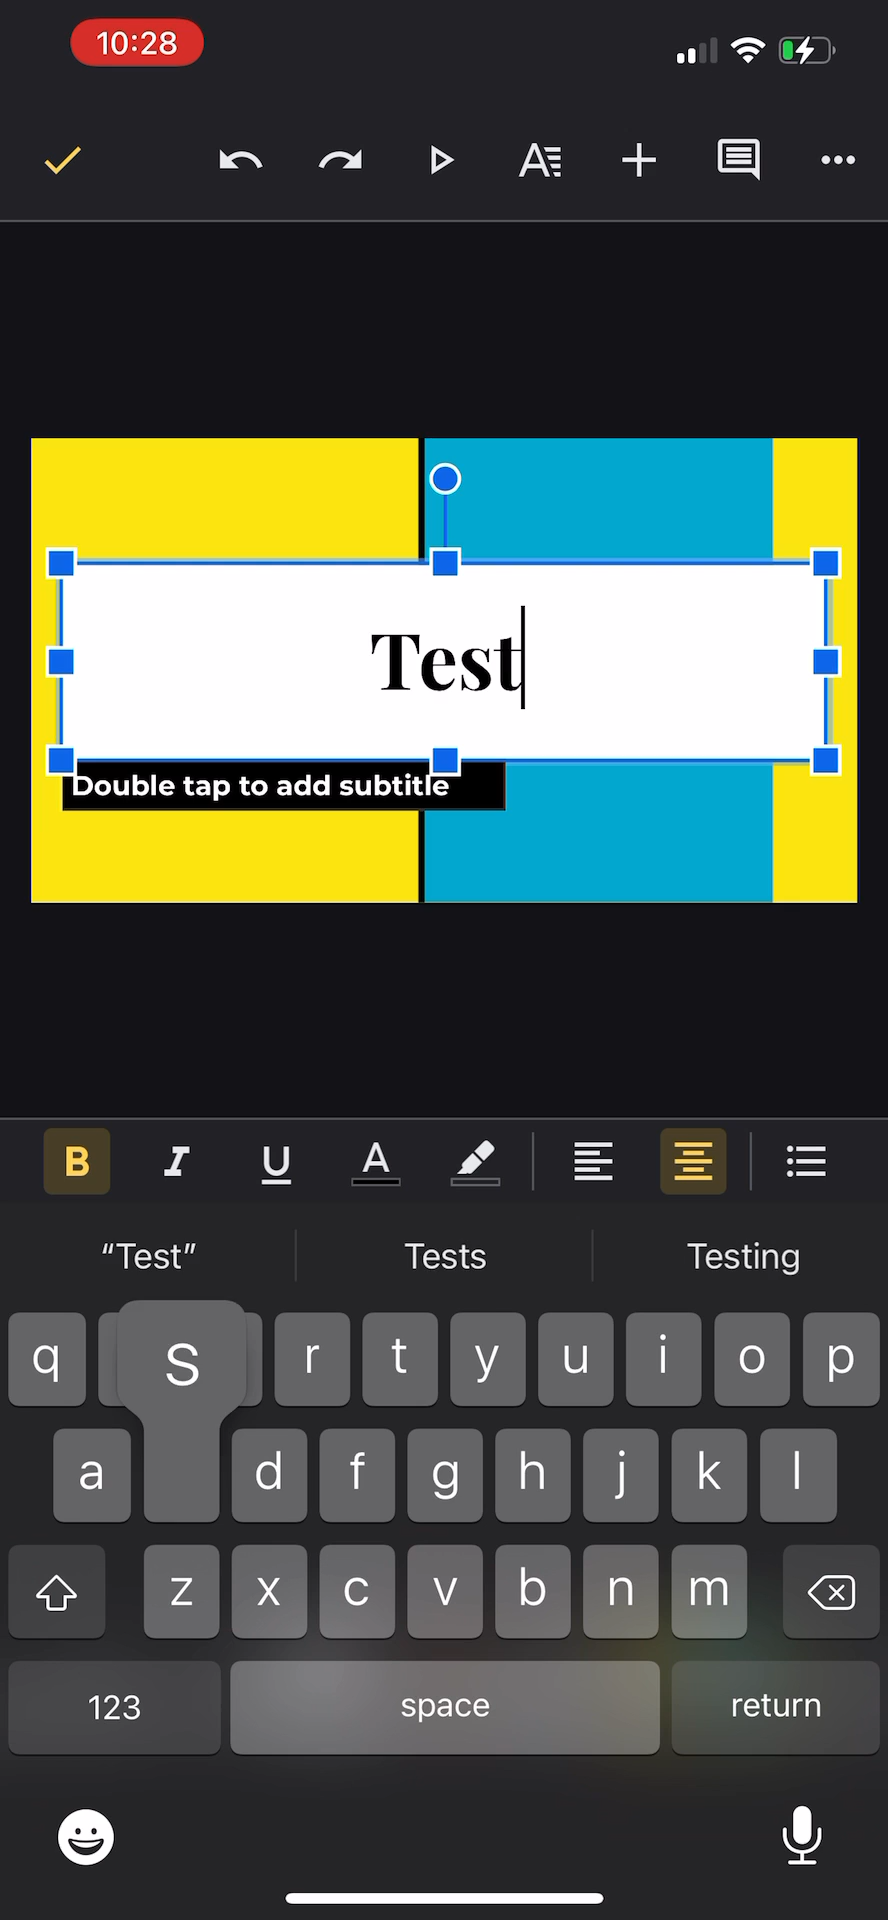 10:28
A
Test
Double tap to add subtitle
B I U A
“Test” Tests Testing
q s r t y u i o p
a d f g h j k l
z x c v b n m
123 space return